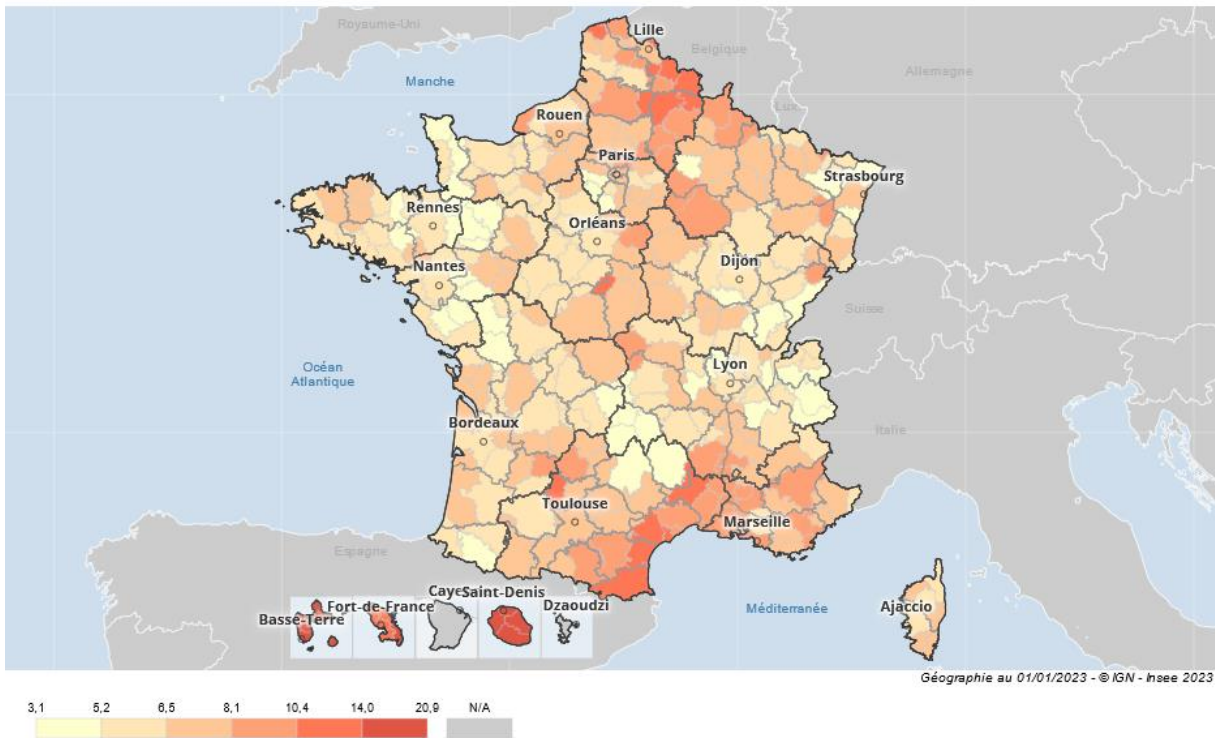 Royaume-Uni
Lille
Belgique
Allemagne
Manche
Lux.
Rouen
Paris
Strasbourg
Rennes
Orléans
Nantes
Dijon
Suisse
Océan
Atlantique
Lyon
Bordeaux
Italie
Toulouse
Marseille
Espagne
Saint-Denis
Dzaoudzi
Fort-de-France
Basse-Terre
Méditerranée
Ajaccio
Géographie au 01/01/2023 - © IGN - Insee 2023
3,1 5,2 6,5 8,1 10,4 14,0 20,9 N/A